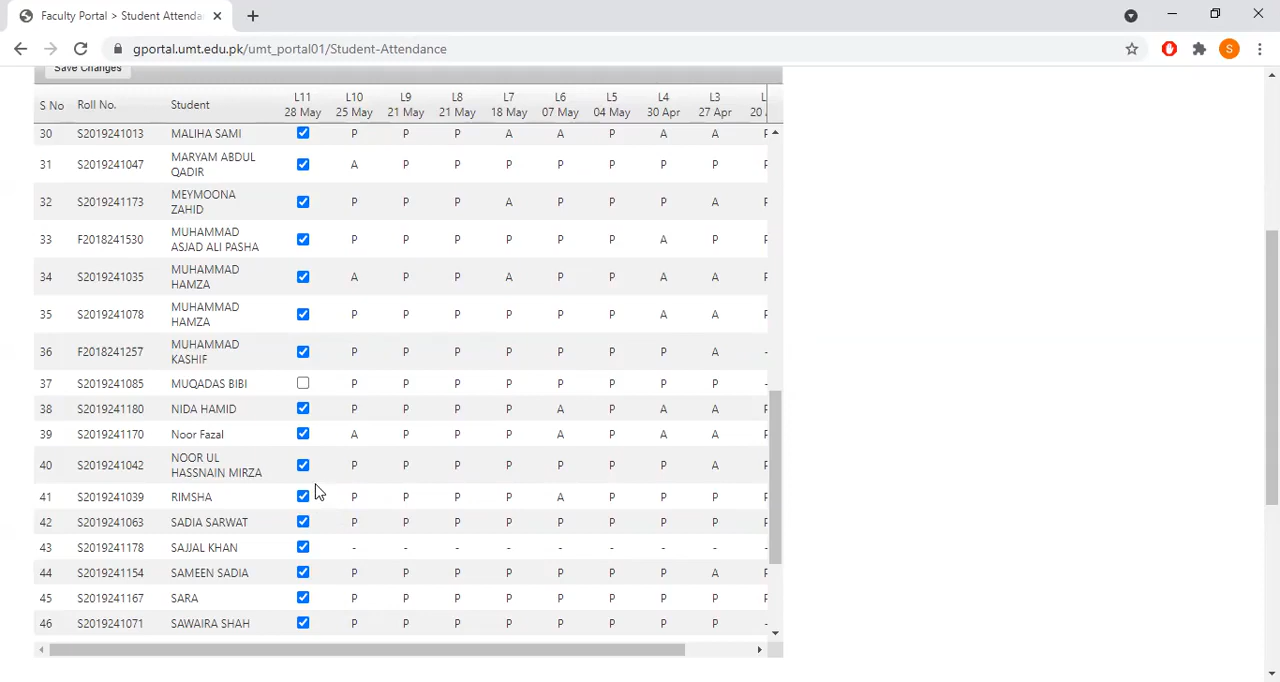 Faculty Portal > Student Attenda
S
gportal.umt.edu.pk/umt_portal01/Student-Attendance
Save Changes
S No Roll No. Student L11 28 May L10 25 May L9 21 May L8 21 May L7 18 May L6 07 May L5 04 May L4 30 Apr L3 27 Apr L 20
30 S2019241013 MALIHA SAMI P P P A A P A A P
31 S2019241047 MARYAM ABDUL QADIR A P P P P P P P P
32 S2019241173 MEYMOONA ZAHID P P P A P P P A P
33 F2018241530 MUHAMMAD ASJAD ALI PASHA P P P P P P A P P
34 S2019241035 MUHAMMAD HAMZA A P P A P P A A P
35 S2019241078 MUHAMMAD HAMZA P P P P P P A A P
36 F2018241257 MUHAMMAD KASHIF P P P P P P P A -
37 S2019241085 MUQADAS BIBI P P P P P P P P -
38 S2019241180 NIDA HAMID P P P P A P A A P
39 S2019241170 Noor Fazal A P P P A P A A P
40 S2019241042 NOOR UL HASSNAIN MIRZA P P P P P P P A P
41 S2019241039 RIMSHA P P P P A P P P P
42 S2019241063 SADIA SARWAT P P P P P P P P P
43 S2019241178 SAJJAL KHAN - - - - - - - - -
44 S2019241154 SAMEEN SADIA P P P P P P P A P
45 S2019241167 SARA P P P P P P P P P
46 S2019241071 SAWAIRA SHAH P P P P P P P P -